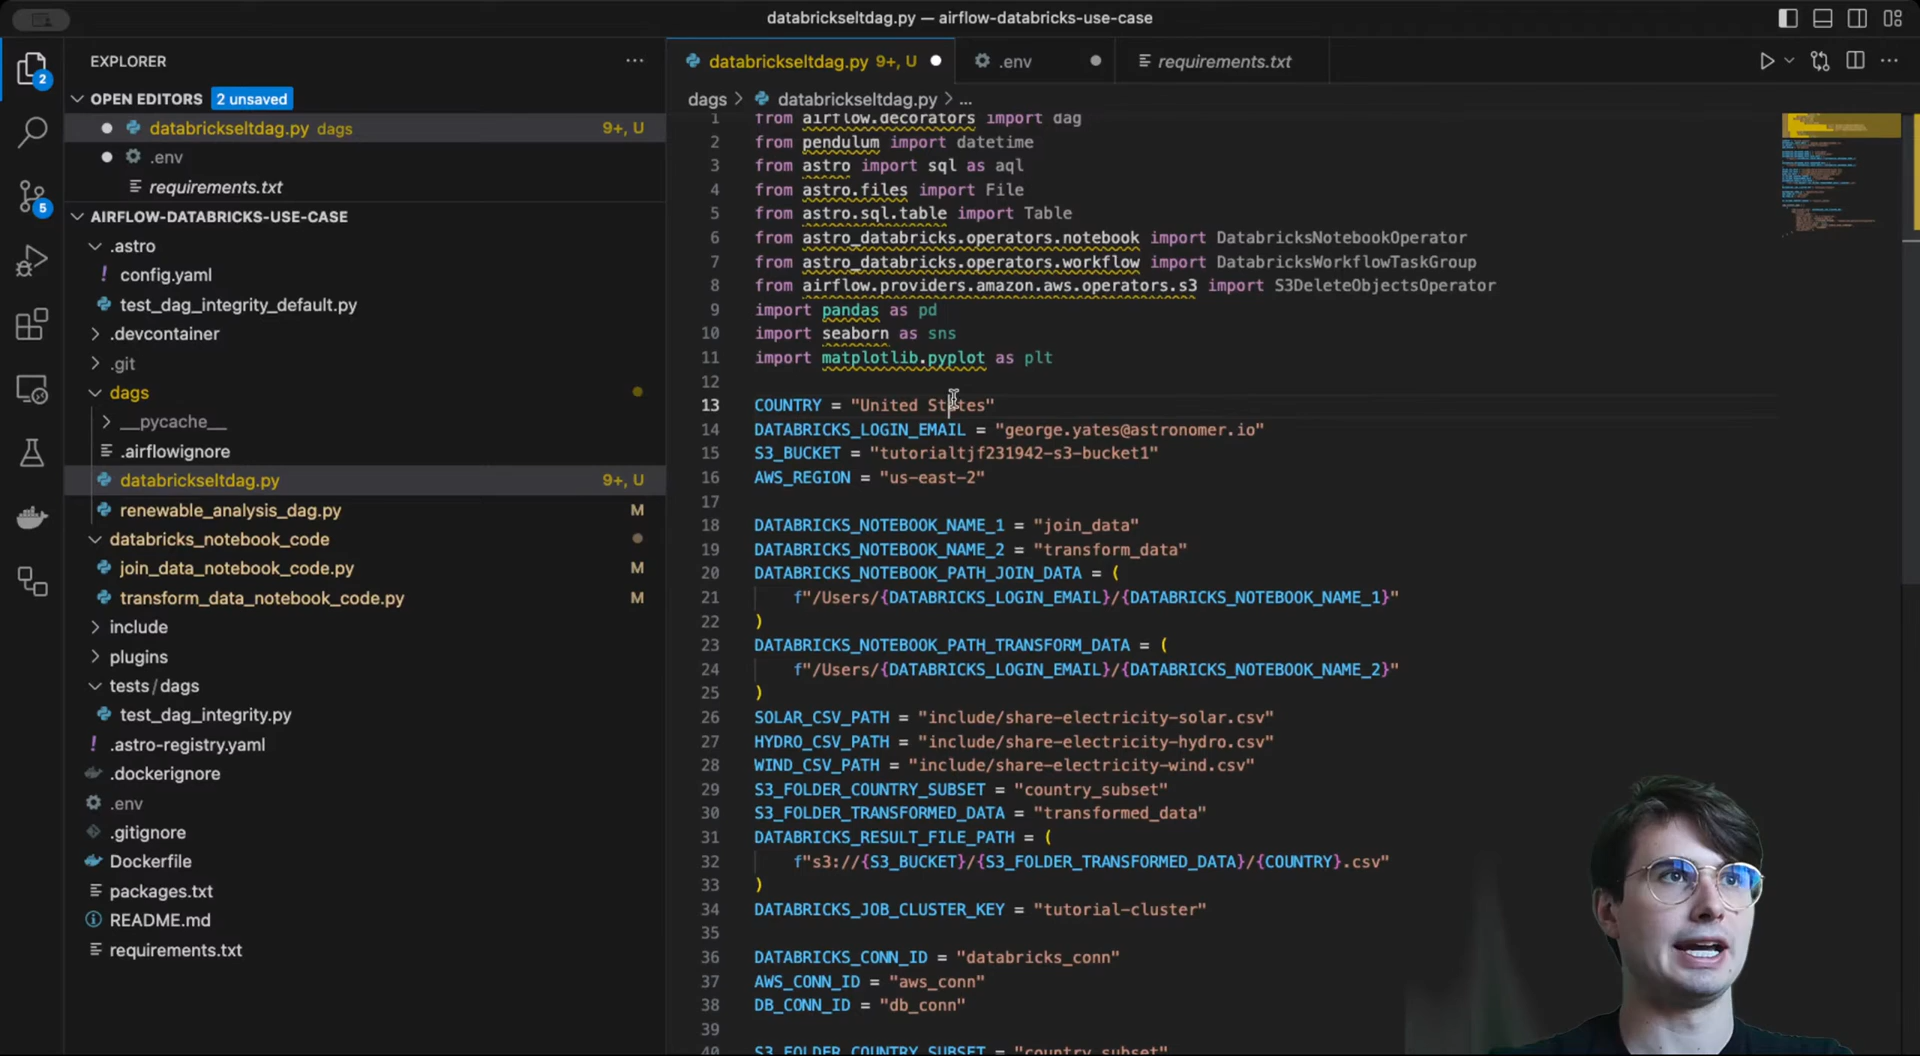 databrickseltdag.py — airflow-databricks-use-case
EXPLORER
OPEN EDITORS 2 unsaved
databrickseltdag.py dags 9+, U
.env
requirements.txt
AIRFLOW-DATABRICKS-USE-CASE
.astro
config.yaml
test_dag_integrity_default.py
.devcontainer
.git
dags
__pycache__
.airflowignore
databrickseltdag.py 9+, U
renewable_analysis_dag.py M
databricks_notebook_code
join_data_notebook_code.py M
transform_data_notebook_code.py M
include
plugins
tests/dags
test_dag_integrity.py
.astro-registry.yaml
.dockerignore
.env
.gitignore
Dockerfile
packages.txt
README.md
requirements.txt
2
5
databrickseltdag.py 9+, U
.env
requirements.txt
dags > databrickseltdag.py > ...
1 from airflow.decorators import dag
2 from pendulum import datetime
3 from astro import sql as aql
4 from astro.files import File
5 from astro.sql.table import Table
6 from astro_databricks.operators.notebook import DatabricksNotebookOperator
7 from astro_databricks.operators.workflow import DatabricksWorkflowTaskGroup
8 from airflow.providers.amazon.aws.operators.s3 import S3DeleteObjectsOperator
9 import pandas as pd
10 import seaborn as sns
11 import matplotlib.pyplot as plt
12
13 COUNTRY = "United States"
14 DATABRICKS_LOGIN_EMAIL = "george.yates@astronomer.io"
15 S3_BUCKET = "tutorialtjf231942-s3-bucket1"
16 AWS_REGION = "us-east-2"
17
18 DATABRICKS_NOTEBOOK_NAME_1 = "join_data"
19 DATABRICKS_NOTEBOOK_NAME_2 = "transform_data"
20 DATABRICKS_NOTEBOOK_PATH_JOIN_DATA = (
21 f"/Users/{DATABRICKS_LOGIN_EMAIL}/{DATABRICKS_NOTEBOOK_NAME_1}"
22 )
23 DATABRICKS_NOTEBOOK_PATH_TRANSFORM_DATA = (
24 f"/Users/{DATABRICKS_LOGIN_EMAIL}/{DATABRICKS_NOTEBOOK_NAME_2}"
25 )
26 SOLAR_CSV_PATH = "include/share-electricity-solar.csv"
27 HYDRO_CSV_PATH = "include/share-electricity-hydro.csv"
28 WIND_CSV_PATH = "include/share-electricity-wind.csv"
29 S3_FOLDER_COUNTRY_SUBSET = "country_subset"
30 S3_FOLDER_TRANSFORMED_DATA = "transformed_data"
31 DATABRICKS_RESULT_FILE_PATH = (
32 f"s3://{S3_BUCKET}/{S3_FOLDER_TRANSFORMED_DATA}/{COUNTRY}.csv"
33 )
34 DATABRICKS_JOB_CLUSTER_KEY = "tutorial-cluster"
35
36 DATABRICKS_CONN_ID = "databricks_conn"
37 AWS_CONN_ID = "aws_conn"
38 DB_CONN_ID = "db_conn"
39
40 S3_FOLDER_COUNTRY_SUBSET = "country_subset"